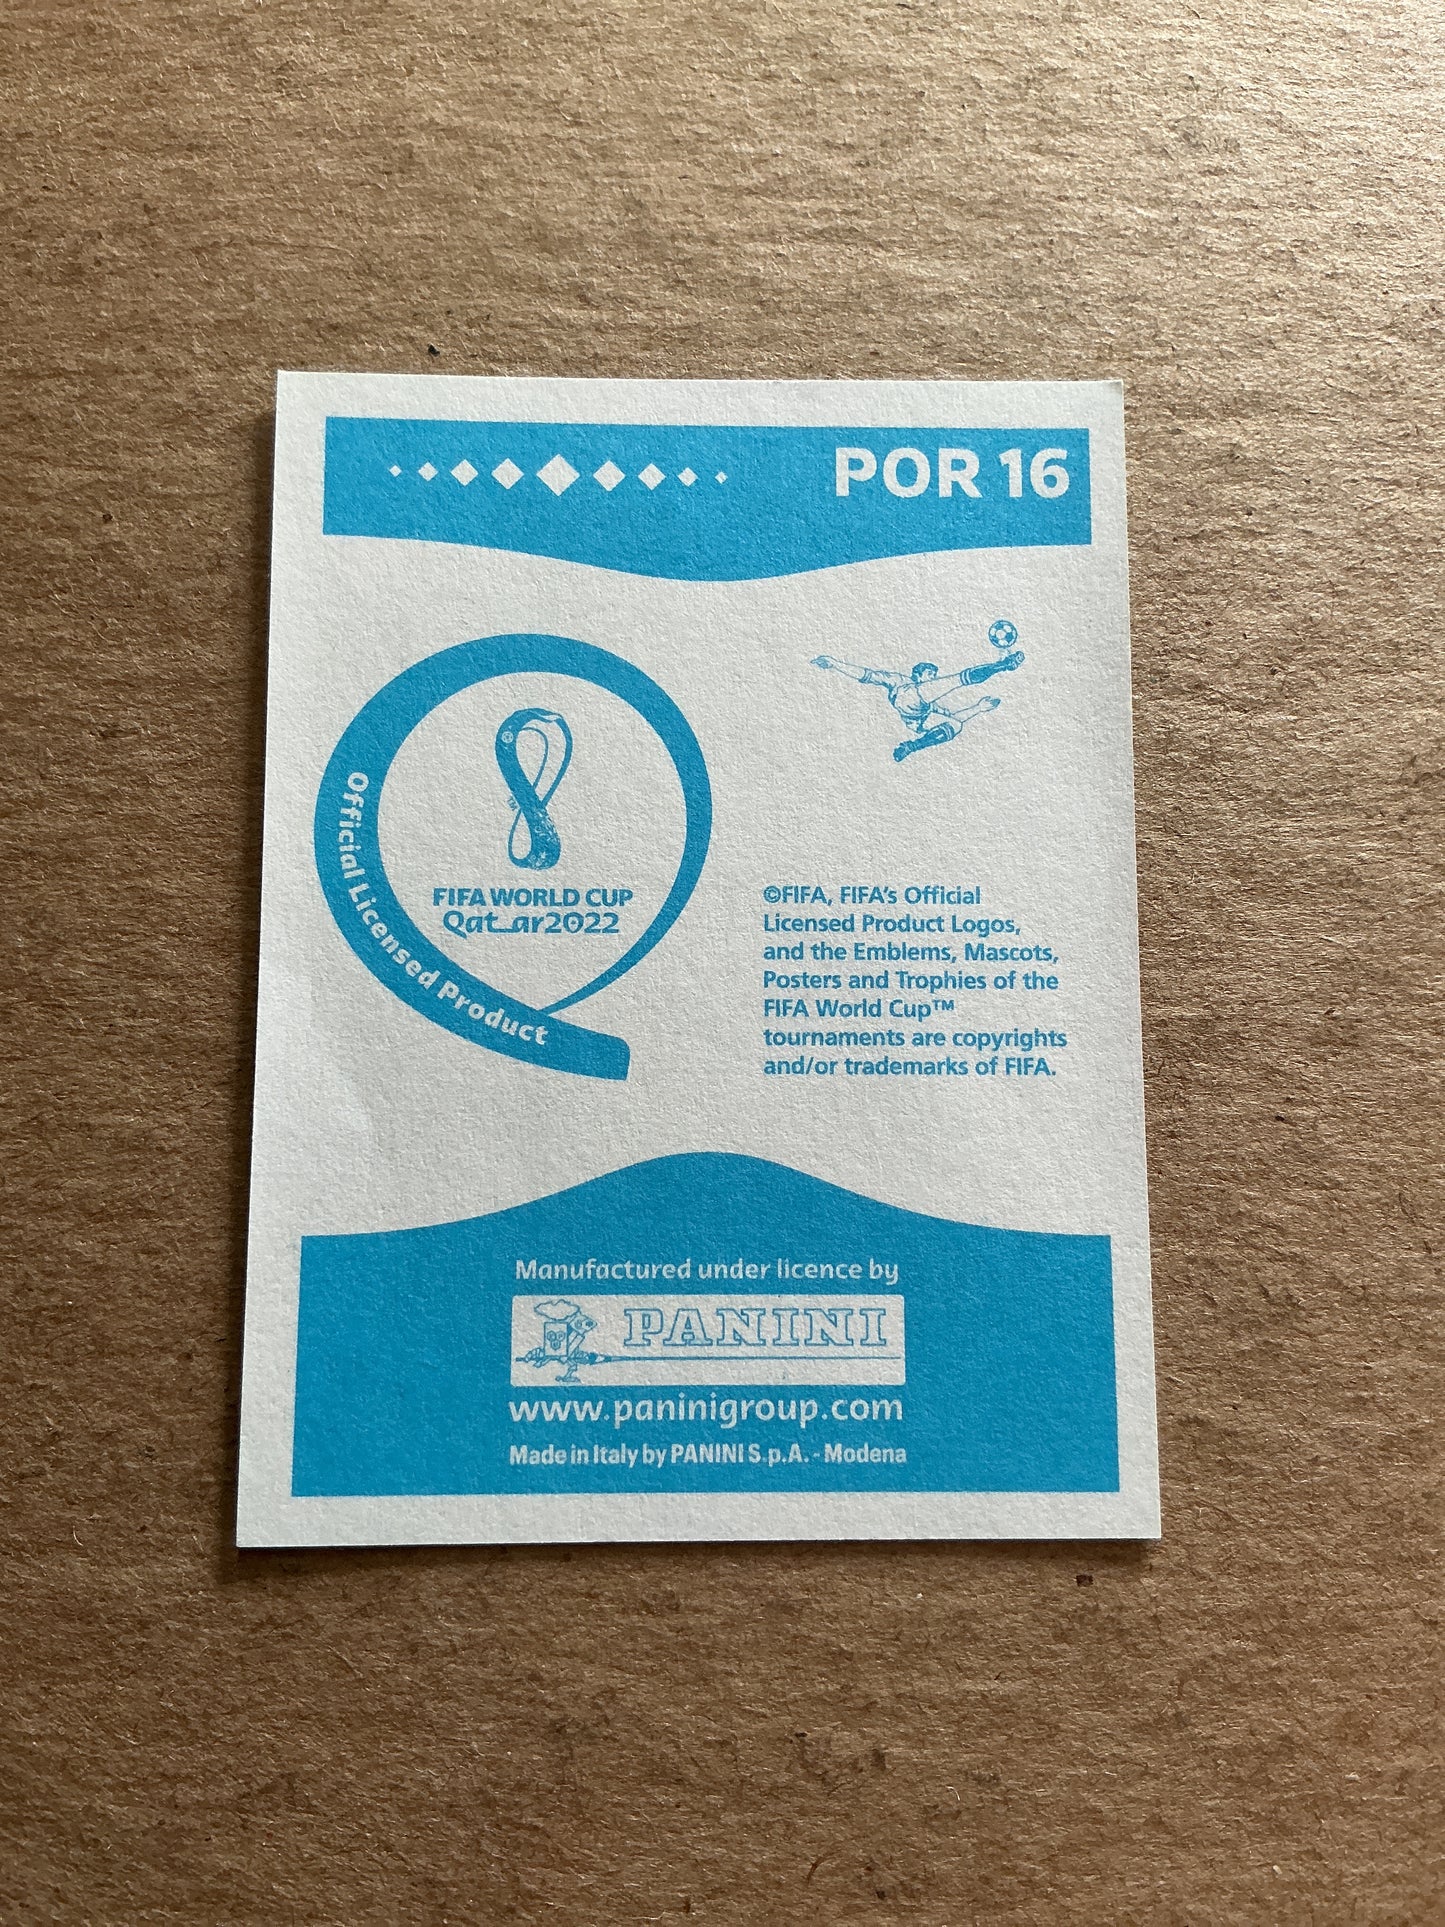 POR 16
Official Licensed Product
FIFA WORLD CUP
Qatar2022
©FIFA, FIFA's Official
Licensed Product Logos,
and the Emblems, Mascots,
Posters and Trophies of the
FIFA World Cup™
tournaments are copyrights
and/or trademarks of FIFA.
Manufactured under licence by
PANINI
www.paninigroup.com
Made in Italy by PANINI S.p.A. - Modena